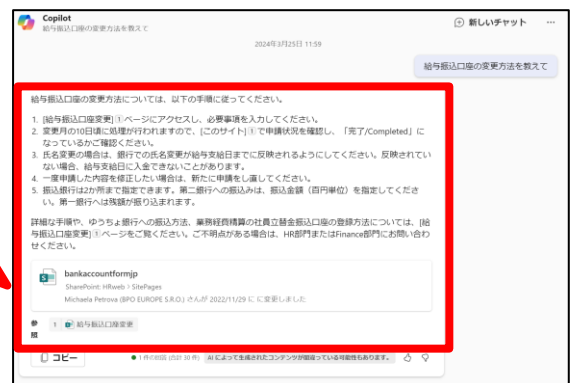 Copilot
給与振込口座の変更方法を教えて
新しいチャット
2024年3月25日 11:59
給与振込口座の変更方法を教えて
給与振込口座の変更方法については、以下の手順に従ってください。
1. [給与振込口座変更]①ページにアクセスし、必要事項を入力してください。
2. 変更月の10日頃に処理が行われますので、[このサイト]①で申請状況を確認し、「完了/Completed」に
なっているかご確認ください。
3. 氏名変更の場合は、銀行での氏名変更が給与支給日までに反映されるようにしてください。反映されてい
ない場合、給与支給日に入金できないことがあります。
4. 一度申請した内容を修正したい場合は、新たに申請をし直してください。
5. 振込銀行は2か所まで指定できます。第二銀行への振込みは、振込金額（百円単位）を指定してくださ
い。第一銀行へは残額が振り込まれます。
詳細な手順や、ゆうちょ銀行への振込方法、業務経費精算の社員立替金振込口座の登録方法については、[給
与振込口座変更]①ページをご覧ください。ご不明点がある場合は、HR部門またはFinance部門にお問い合わ
せください。
bankaccountformjp
SharePoint: HRweb > SitePages
Michaela Petrova (BPO EUROPE S.R.O.) さんが 2022/11/29 に に変更しました
参
照
1 給与振込口座変更
コピー
1 件の回答 (合計 30 件) AI によって生成されたコンテンツが間違っている可能性もあります。